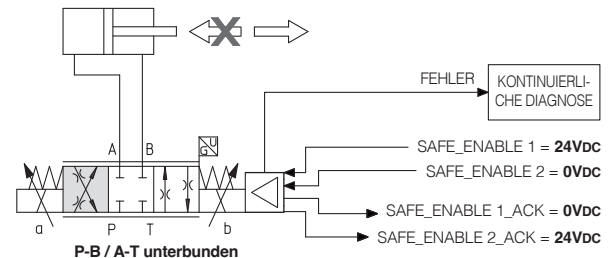 FEHLER
KONTINUIERLI-
CHE DIAGNOSE
A B
U
G
SAFE_ENABLE 1 = 24VDC
SAFE_ENABLE 2 = 0VDC
SAFE_ENABLE 1_ACK = 0VDC
SAFE_ENABLE 2_ACK = 24VDC
a P T b
P-B / A-T unterbunden